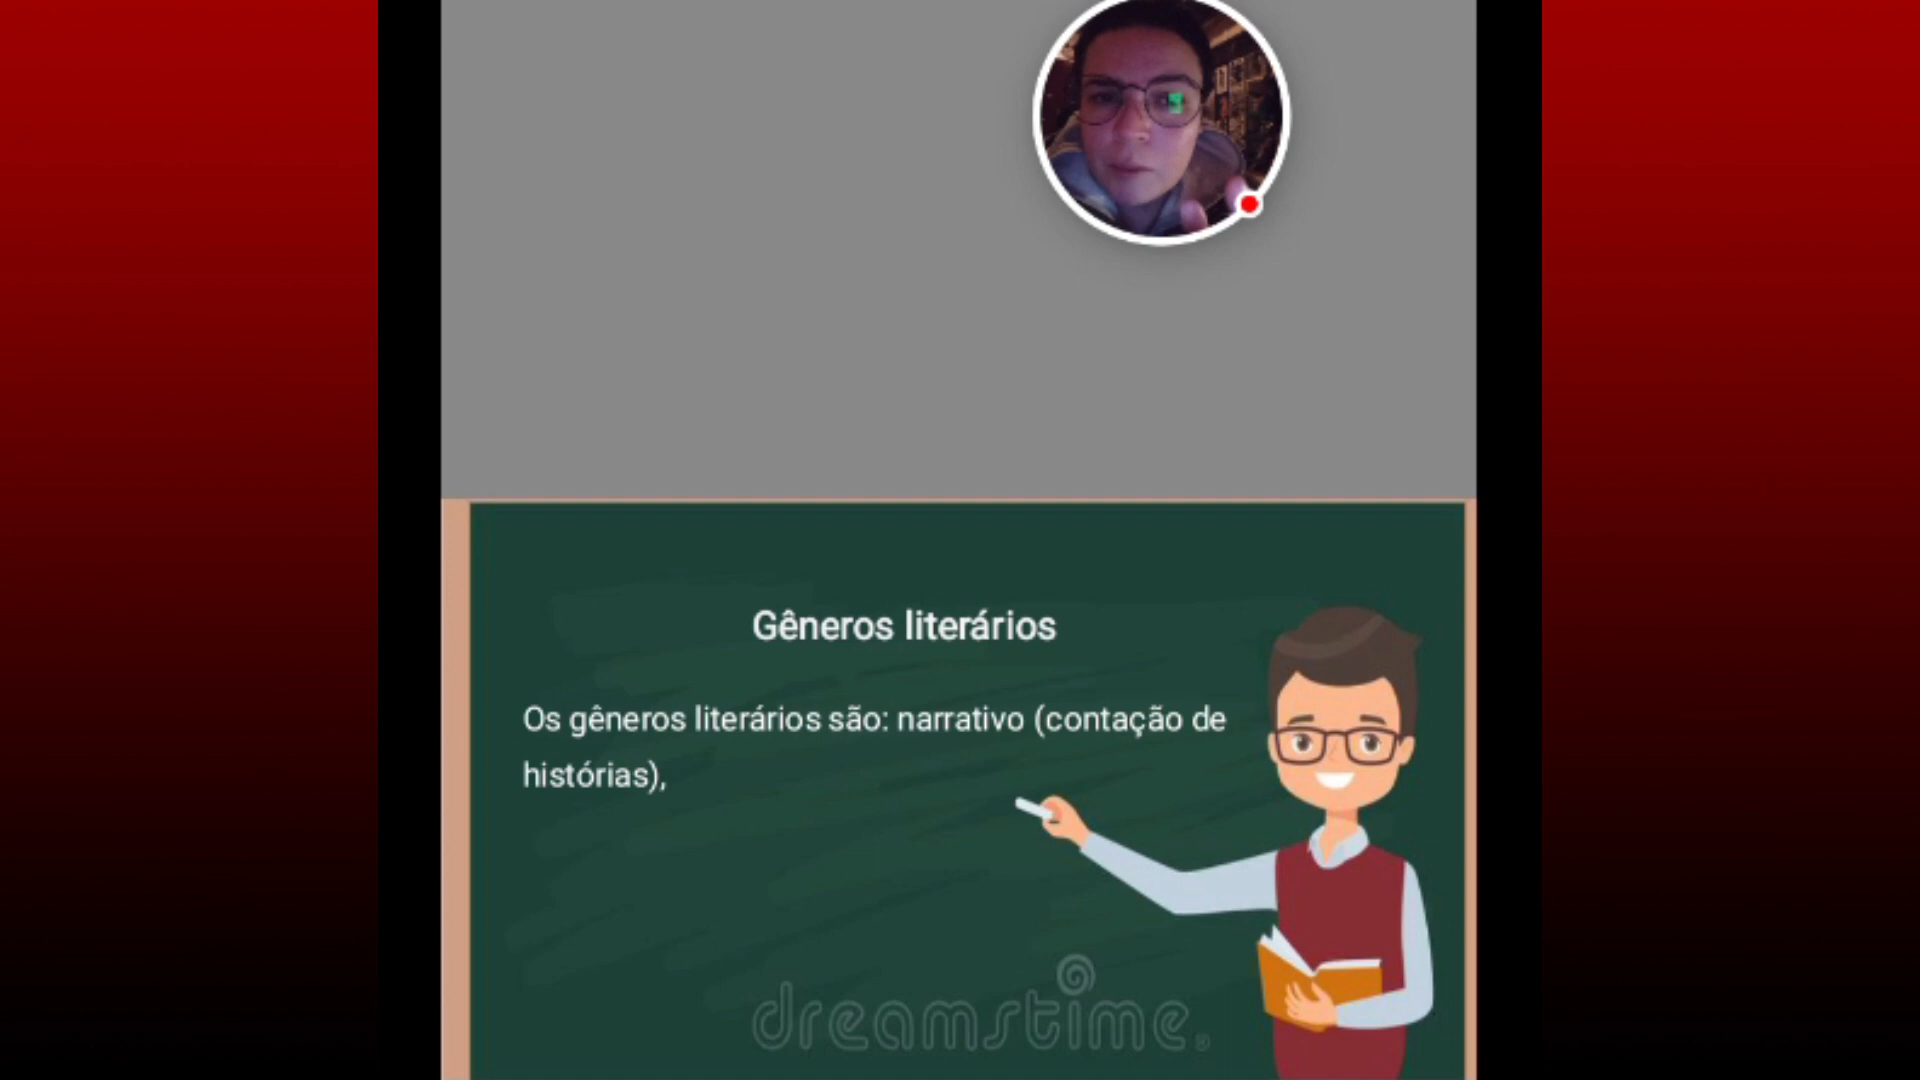 Gêneros literários
Os gêneros literários são: narrativo (contação de
histórias),
dreamstime.